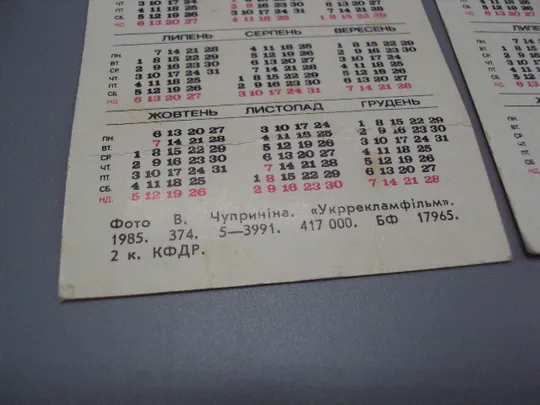 НД. 6 13 20 27
ЛИПЕНЬ СЕРПЕНЬ ВЕРЕСЕНЬ
ПН. 7 14 21 28 4 11 18 25 1 8 15 22 29
ВТ. 1 8 15 22 29 5 12 19 26 2 9 16 23 30
СР. 2 9 16 23 30 6 13 20 27 3 10 17 24
ЧТ. 3 10 17 24 31 7 14 21 28 4 11 18 25
ПТ. 4 11 18 25 1 8 15 22 29 5 12 19 26
СБ. 5 12 19 26 2 9 16 23 30 6 13 20 27
НД. 6 13 20 27 3 10 17 24 31 7 14 21 28
ЖОВТЕНЬ ЛИСТОПАД ГРУДЕНЬ
ПН. 6 13 20 27 3 10 17 24 1 8 15 22 29
ВТ. 7 14 21 28 4 11 18 25 2 9 16 23 30
СР. 1 8 15 22 29 5 12 19 26 3 10 17 24 31
ЧТ. 2 9 16 23 30 6 13 20 27 4 11 18 25
ПТ. 3 10 17 24 31 7 14 21 28 5 12 19 26
СБ. 4 11 18 25 1 8 15 22 29 6 13 20 27
НД. 5 12 19 26 2 9 16 23 30 7 14 21 28
Фото В. Чуприніна. «Укррекламфільм».
1985. 374. 5—3991. 417 000. БФ 17965.
2 к. КФДР.